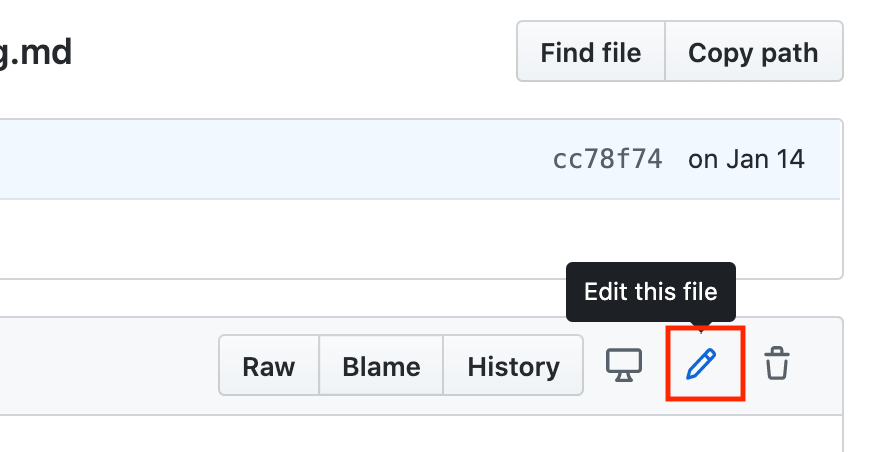 g.md
Find file Copy path
cc78f74 on Jan 14
Edit this file
Raw Blame History